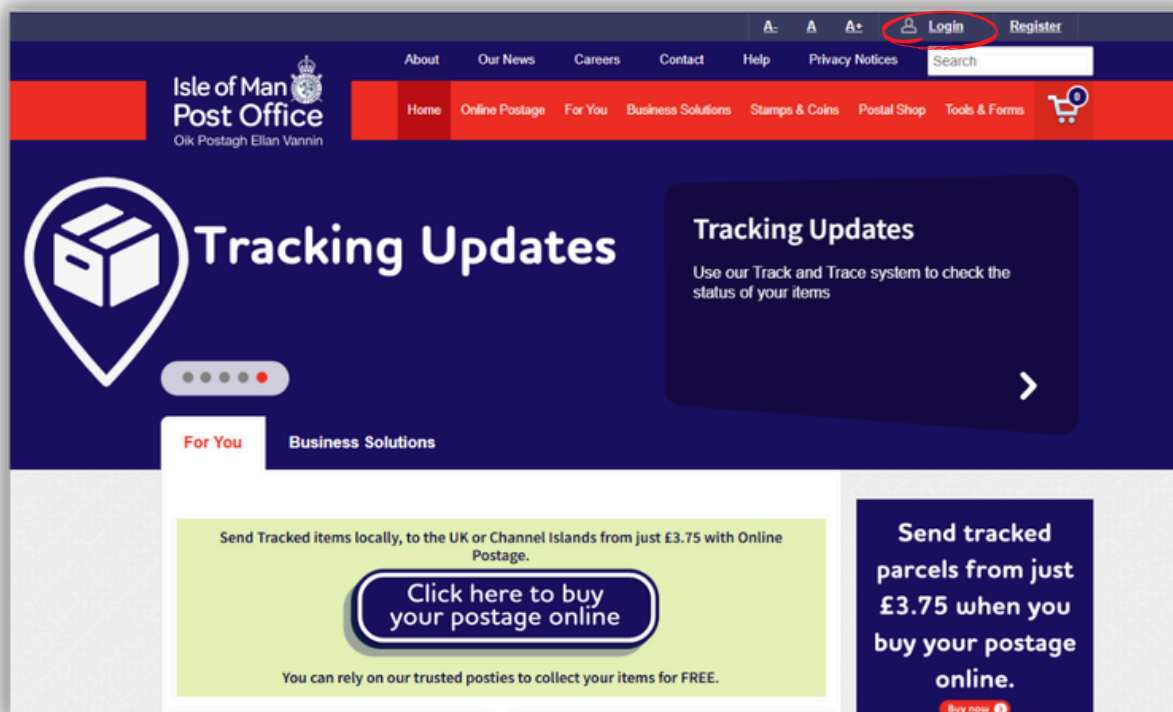 A- A A+ Login Register
About Our News Careers Contact Help Privacy Notices Search
Isle of Man
Post Office
Oik Postagh Ellan Vannin
Home Online Postage For You Business Solutions Stamps & Coins Postal Shop Tools & Forms 0
Tracking Updates
Tracking Updates
Use our Track and Trace system to check the
status of your items
For You Business Solutions
Send Tracked items locally, to the UK or Channel Islands from just £3.75 with Online
Postage.
Click here to buy
your postage online
You can rely on our trusted posties to collect your items for FREE.
Send tracked
parcels from just
£3.75 when you
buy your postage
online.
Buy now